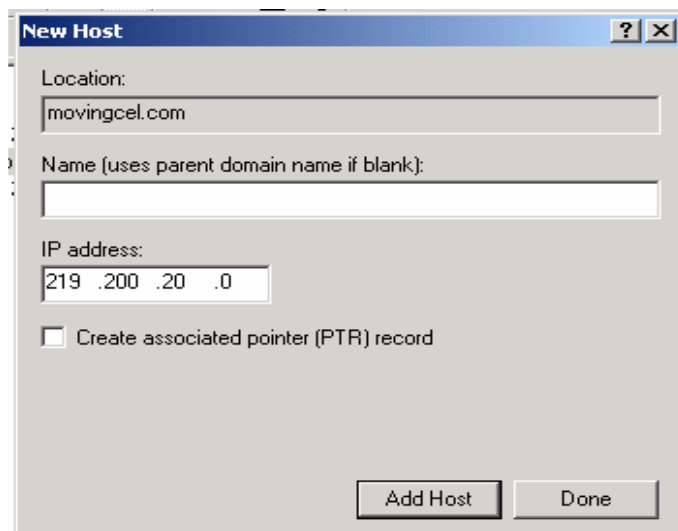 New Host
Location:
movingcel.com
Name (uses parent domain name if blank):
IP address:
219 .200 .20 .0
Create associated pointer (PTR) record
Add Host Done